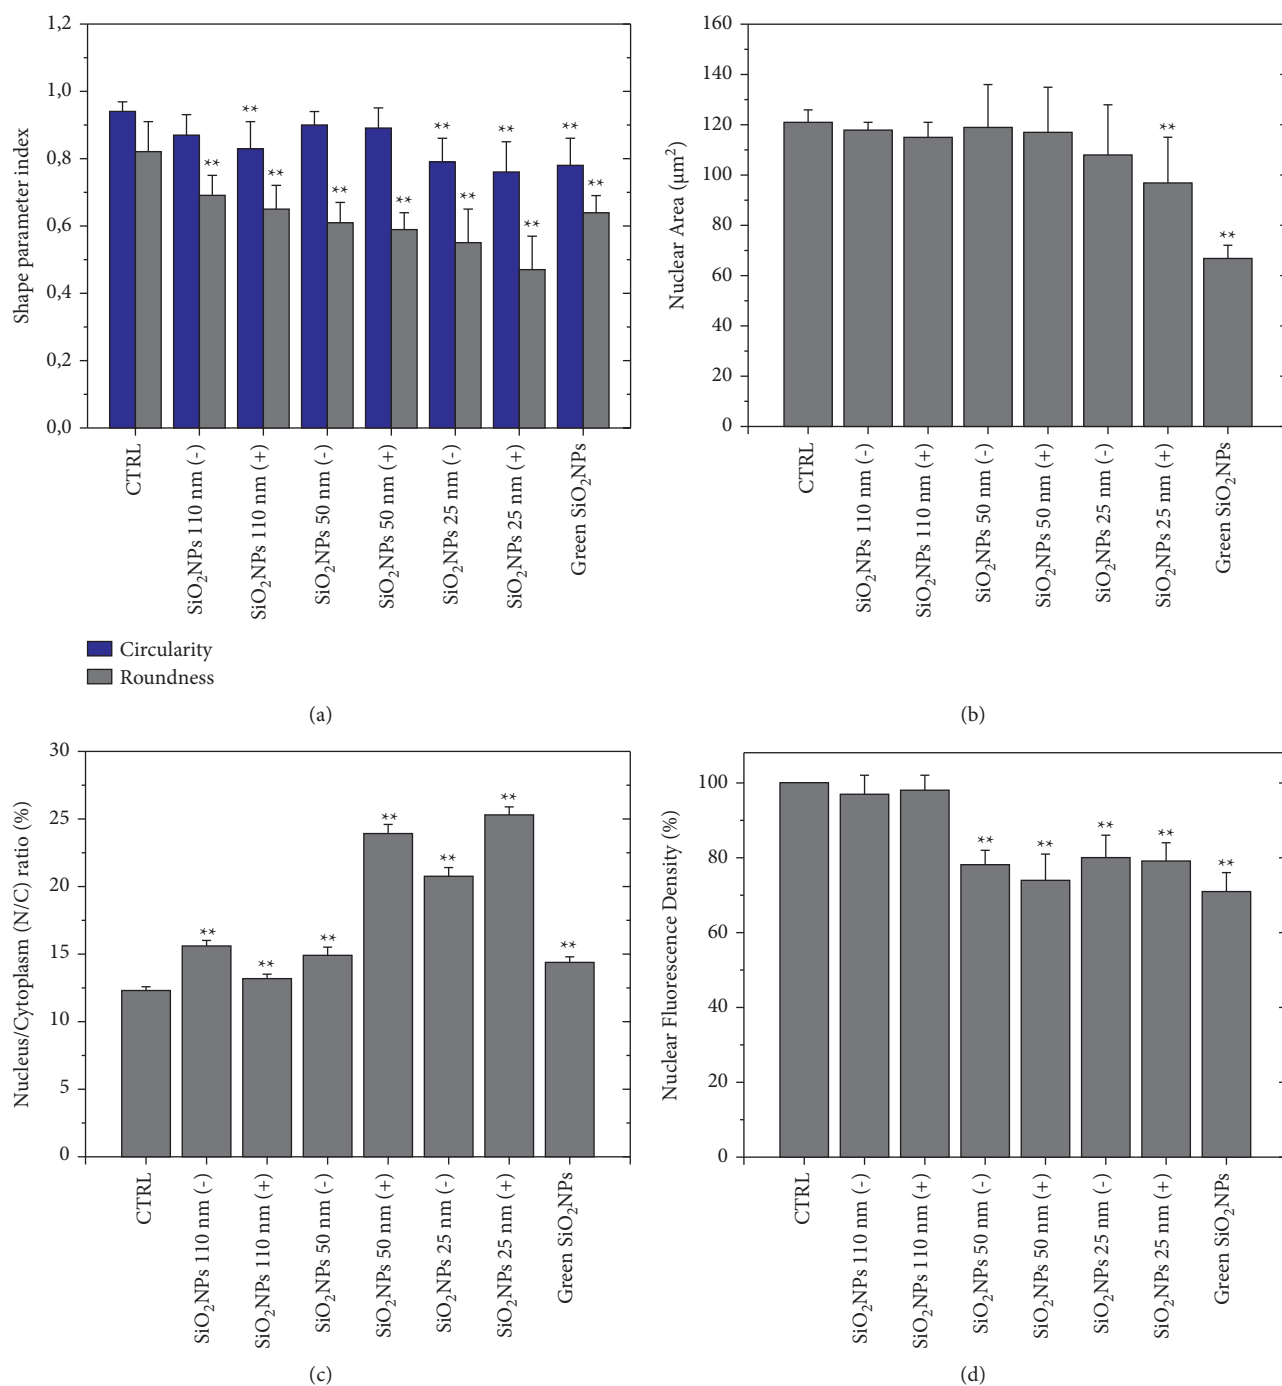 1,2
1,0
0,8
0,6
0,4
0,2
0,0
Shape parameter index
**
**
**
**
**
**
**
**
**
**
**
**
CTRL
SiO2NPs 110 nm (-)
SiO2NPs 110 nm (+)
SiO2NPs 50 nm (-)
SiO2NPs 50 nm (+)
SiO2NPs 25 nm (-)
SiO2NPs 25 nm (+)
Green SiO2NPs
Circularity
Roundness
(a)
160
140
120
100
80
60
40
20
0
Nuclear Area (μm²)
**
**
CTRL
SiO2NPs 110 nm (-)
SiO2NPs 110 nm (+)
SiO2NPs 50 nm (-)
SiO2NPs 50 nm (+)
SiO2NPs 25 nm (-)
SiO2NPs 25 nm (+)
Green SiO2NPs
(b)
30
25
20
15
10
5
0
Nucleus/Cytoplasm (N/C) ratio (%)
**
**
**
**
**
**
**
CTRL
SiO2NPs 110 nm (-)
SiO2NPs 110 nm (+)
SiO2NPs 50 nm (-)
SiO2NPs 50 nm (+)
SiO2NPs 25 nm (-)
SiO2NPs 25 nm (+)
Green SiO2NPs
(c)
100
80
60
40
20
0
Nuclear Fluorescence Density (%)
**
**
**
**
**
CTRL
SiO2NPs 110 nm (-)
SiO2NPs 110 nm (+)
SiO2NPs 50 nm (-)
SiO2NPs 50 nm (+)
SiO2NPs 25 nm (-)
SiO2NPs 25 nm (+)
Green SiO2NPs
(d)